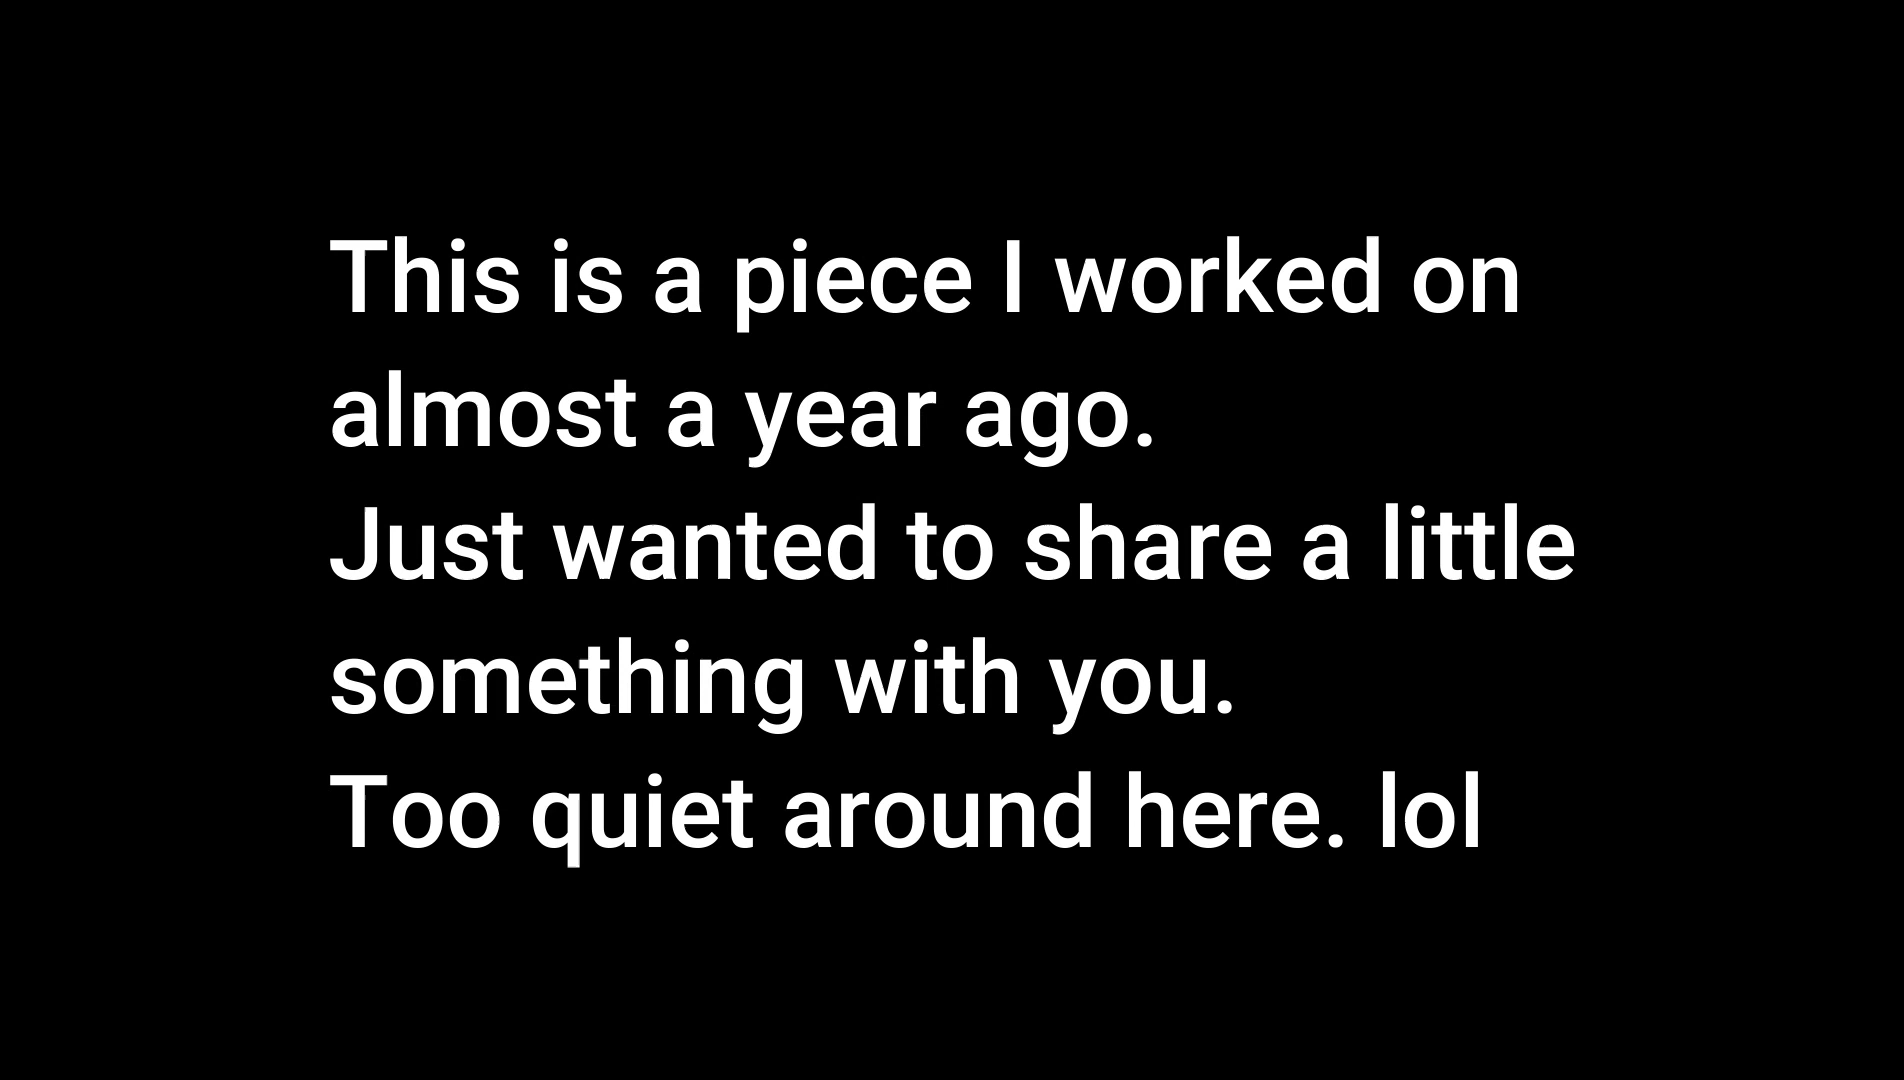 This is a piece I worked on
almost a year ago.
Just wanted to share a little
something with you.
Too quiet around here. lol